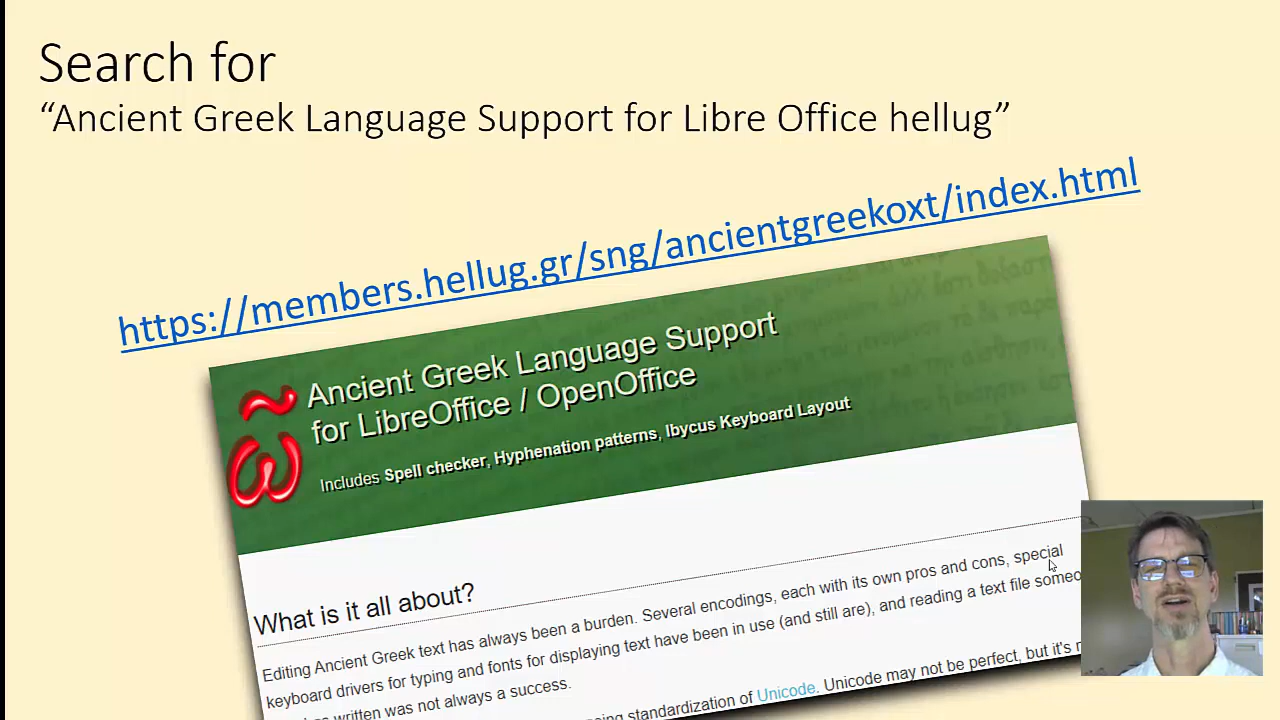 Search for
“Ancient Greek Language Support for Libre Office hellug”
https://members.hellug.gr/sng/ancientgreekoxt/index.html
Ancient Greek Language Support
for LibreOffice / OpenOffice
Includes Spell checker, Hyphenation patterns, Ibycus Keyboard Layout
ῶ
What is it all about?
Editing Ancient Greek text has always been a burden. Several encodings, each with its own pros and cons, special
keyboard drivers for typing and fonts for displaying text have been in use (and still are), and reading a text file
written was not always a success.
standardization of Unicode. Unicode may not be perfect, but it's